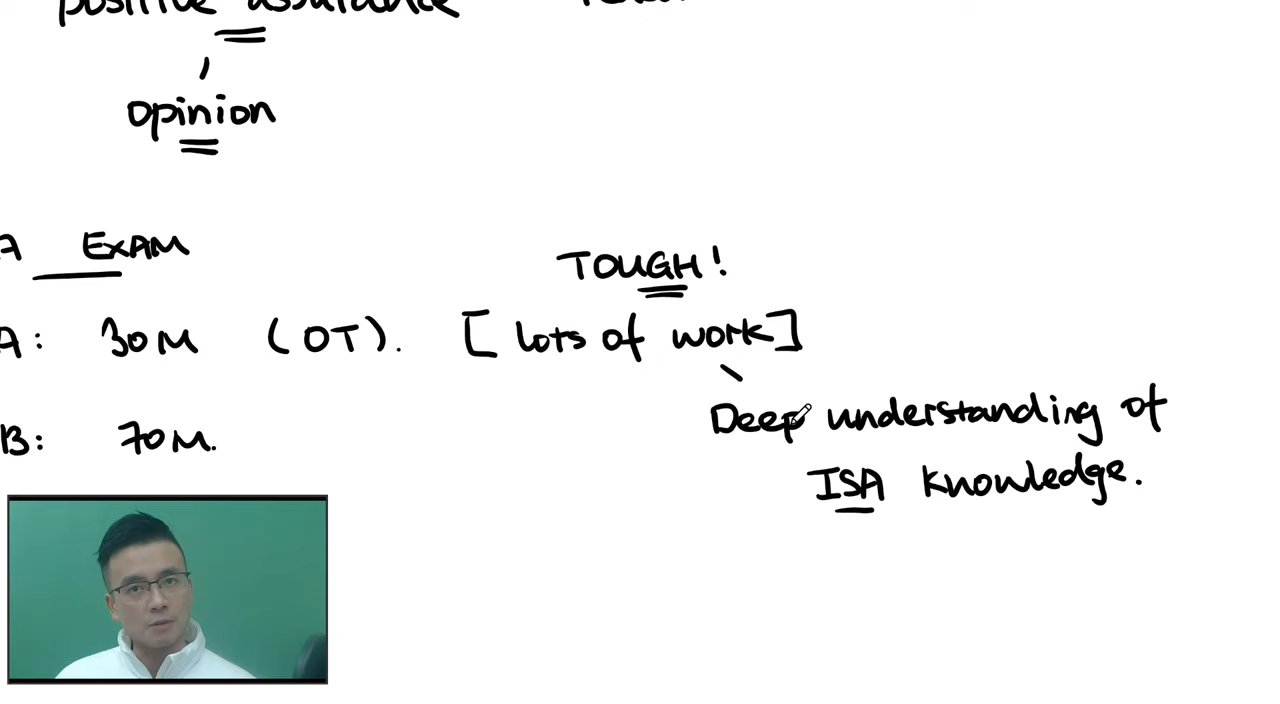 positive assurance
Opinion
A EXAM
TOUGH!
A: 30M (OT). [lots of work]
Deep understanding of
B: 70M.
ISA knowledge.